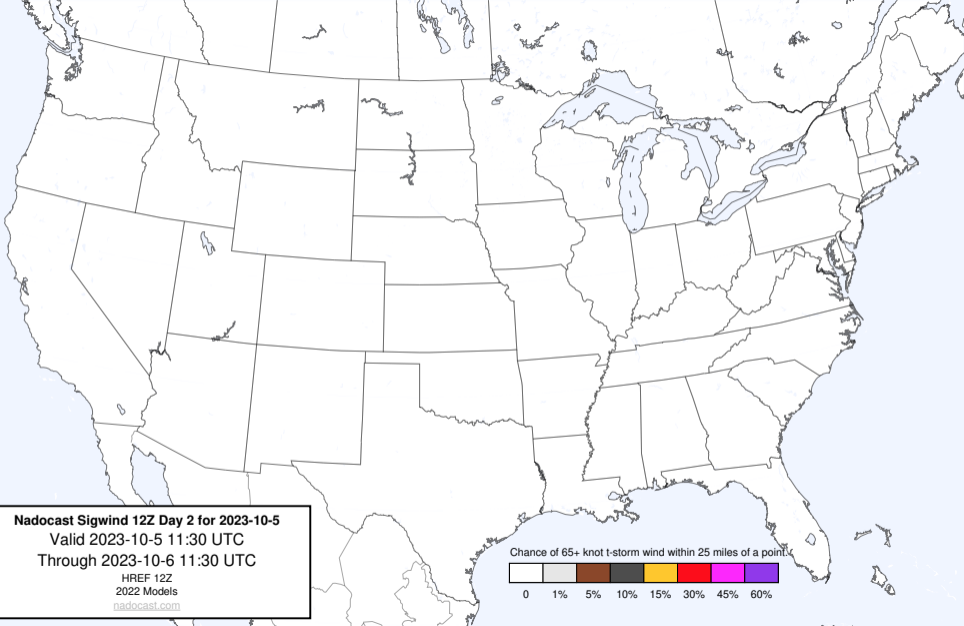 Nadocast Sigwind 12Z Day 2 for 2023-10-5
Valid 2023-10-5 11:30 UTC
Through 2023-10-6 11:30 UTC
HREF 12Z
2022 Models
nadocast.com
Chance of 65+ knot t-storm wind within 25 miles of a point.
0 1% 5% 10% 15% 30% 45% 60%